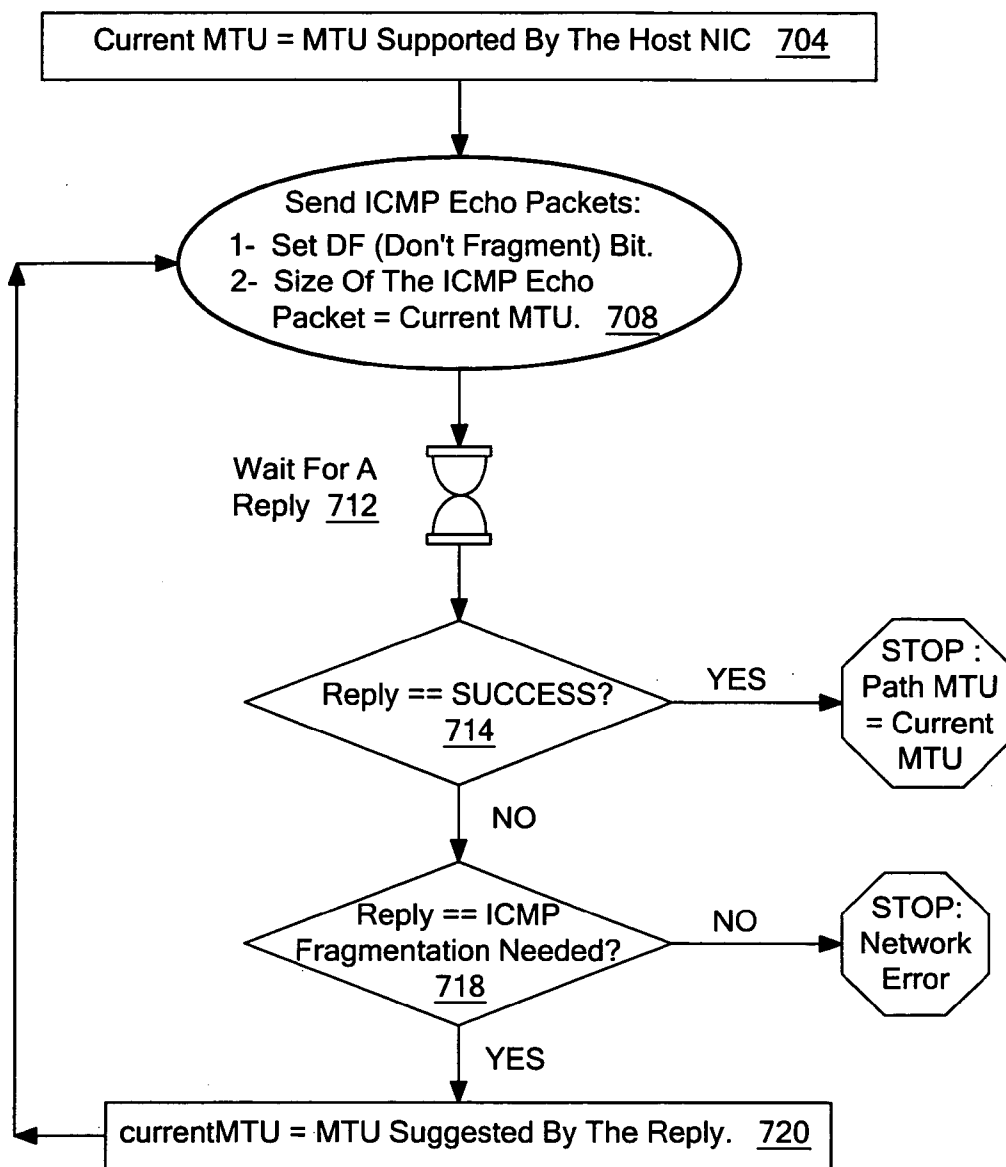 Current MTU = MTU Supported By The Host NIC 704
Send ICMP Echo Packets:
1- Set DF (Don't Fragment) Bit.
2- Size Of The ICMP Echo
Packet = Current MTU. 708
Wait For A
Reply 712
Reply == SUCCESS?
714
YES
STOP :
Path MTU
= Current
MTU
NO
Reply == ICMP
Fragmentation Needed?
718
NO
STOP:
Network
Error
YES
currentMTU = MTU Suggested By The Reply. 720